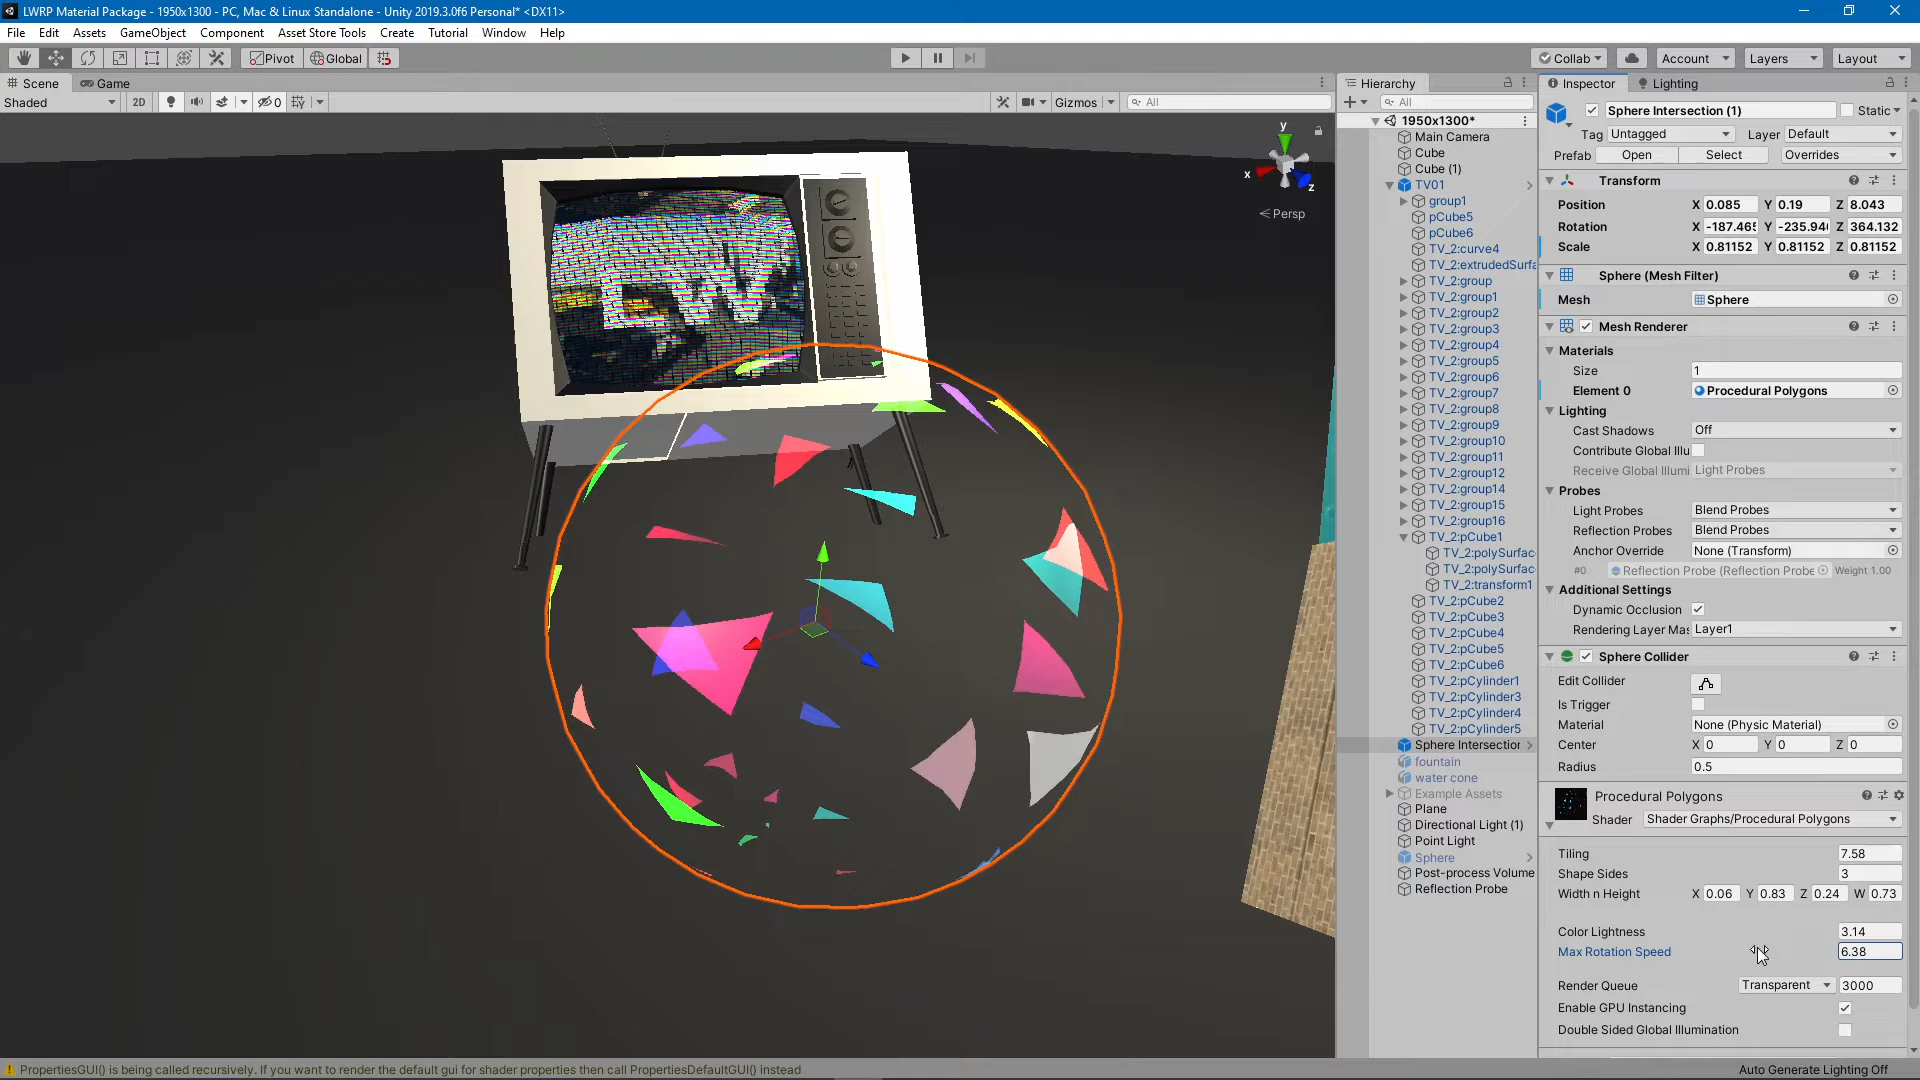 LWRP Material Package - 1950x1300 - PC, Mac & Linux Standalone - Unity 2019.3.0f6 Personal* <DX11>
File Edit Assets GameObject Component Asset Store Tools Create Tutorial Window Help
Pivot Global Collab Account Layers Layout
Scene Game
Shaded 2D 0 Gizmos All
y
x
z
Persp
Hierarchy
All
1950x1300*
Main Camera
Cube
Cube (1)
TV01
group1
pCube5
pCube6
TV_2:curve4
TV_2:extrudedSurfa
TV_2:group
TV_2:group1
TV_2:group2
TV_2:group3
TV_2:group4
TV_2:group5
TV_2:group6
TV_2:group7
TV_2:group8
TV_2:group9
TV_2:group10
TV_2:group11
TV_2:group12
TV_2:group14
TV_2:group15
TV_2:group16
TV_2:pCube1
TV_2:polySurfac
TV_2:polySurfac
TV_2:transform1
TV_2:pCube2
TV_2:pCube3
TV_2:pCube4
TV_2:pCube5
TV_2:pCube6
TV_2:pCylinder1
TV_2:pCylinder3
TV_2:pCylinder4
TV_2:pCylinder5
Sphere Intersection
fountain
water cone
Example Assets
Plane
Directional Light (1)
Point Light
Sphere
Post-process Volume
Reflection Probe
Inspector Lighting
Sphere Intersection (1) Static
Tag Untagged Layer Default
Prefab Open Select Overrides
Transform
Position X 0.085 Y 0.19 Z 8.043
Rotation X -187.465 Y -235.940 Z 364.132
Scale X 0.81152 Y 0.81152 Z 0.81152
Sphere (Mesh Filter)
Mesh Sphere
Mesh Renderer
Materials
Size 1
Element 0 Procedural Polygons
Lighting
Cast Shadows Off
Contribute Global Illu
Receive Global Illumi Light Probes
Probes
Light Probes Blend Probes
Reflection Probes Blend Probes
Anchor Override None (Transform)
#0 Reflection Probe (Reflection Probe Weight 1.00
Additional Settings
Dynamic Occlusion
Rendering Layer Mas Layer1
Sphere Collider
Edit Collider
Is Trigger
Material None (Physic Material)
Center X 0 Y 0 Z 0
Radius 0.5
Procedural Polygons
Shader Shader Graphs/Procedural Polygons
Tiling 7.58
Shape Sides 3
Width n Height X 0.06 Y 0.83 Z 0.24 W 0.73
Color Lightness 3.14
Max Rotation Speed 6.38
Render Queue Transparent 3000
Enable GPU Instancing
Double Sided Global Illumination
PropertiesGUI() is being called recursively. If you want to render the default gui for shader properties then call PropertiesDefaultGUI() instead
Auto Generate Lighting Off